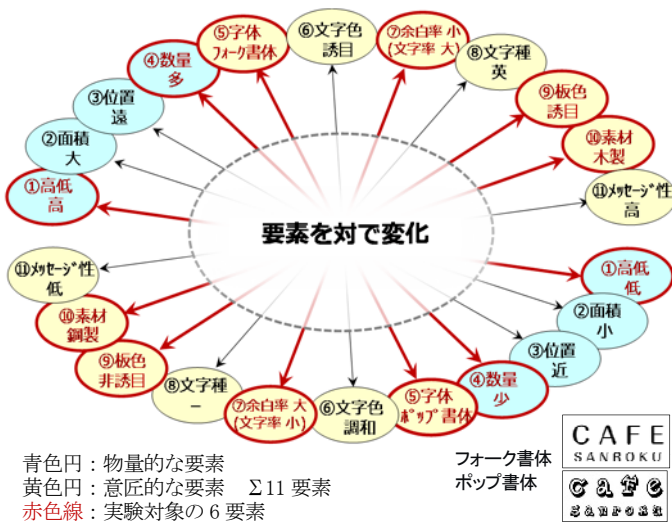 ①高低
高
②面積
大
③位置
遠
④数量
多
⑤字体
フォーク書体
⑥文字色
誘目
⑦余白率 小
(文字率 大)
⑧文字種
英
⑨板色
誘目
⑩素材
木製
⑪メッセージ性
高
要素を対で変化
⑪メッセージ性
低
⑩素材
鋼製
⑨板色
非誘目
⑧文字種
ー
⑦余白率 大
(文字率 小)
⑥文字色
調和
⑤字体
ポップ書体
④数量
少
③位置
近
②面積
小
①高低
低
青色円：物量的な要素
黄色円：意匠的な要素　Σ11 要素
赤色線：実験対象の 6 要素
フォーク書体
ポップ書体
CAFE
SANROKU
CAFE
SANROKU